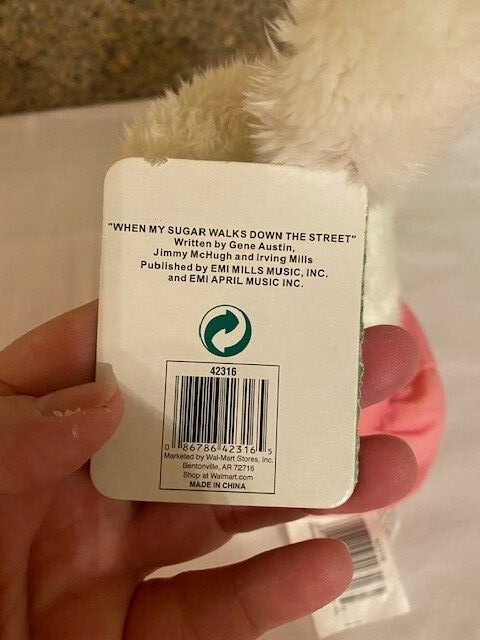 "WHEN MY SUGAR WALKS DOWN THE STREET"
Written by Gene Austin,
Jimmy McHugh and Irving Mills
Published by EMI MILLS MUSIC, INC.
and EMI APRIL MUSIC INC.
42316
0 86786 42316 5
Marketed by Wal-Mart Stores, Inc.
Bentonville, AR 72716
Shop at Walmart.com
MADE IN CHINA